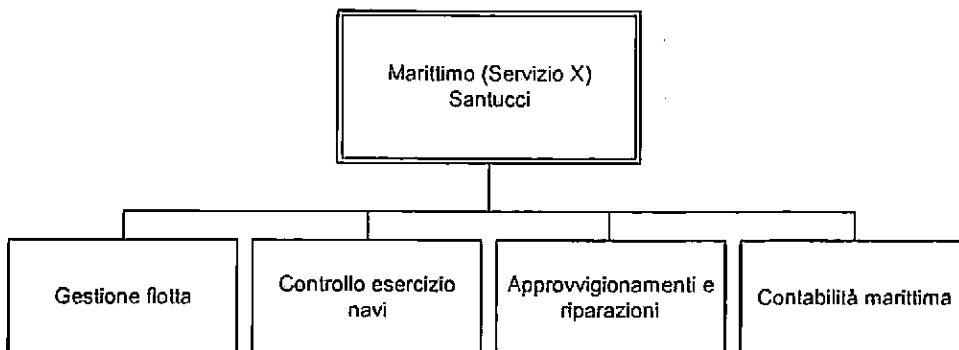 Marittimo (Servizio X)
Santucci
Gestione flotta
Controllo esercizio
navi
Approvvigionamenti e
riparazioni
Contabilità marittima